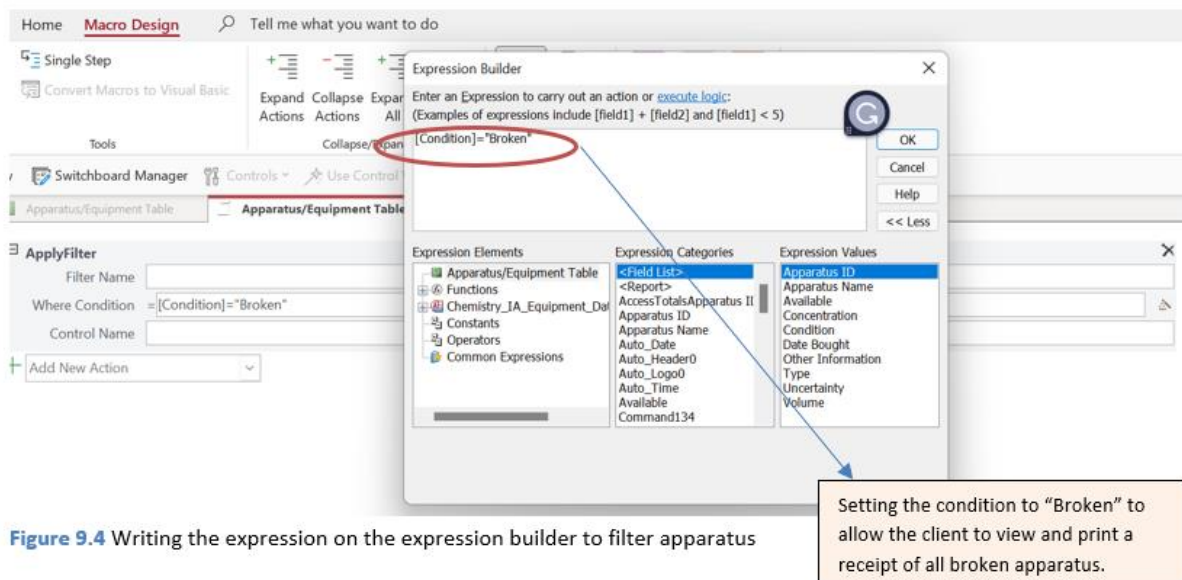 Home Macro Design Tell me what you want to do
Single Step
Convert Macros to Visual Basic
Expand Collapse Expan
Actions Actions All
Tools
Collapse/Expan
Switchboard Manager Controls Use Control
Apparatus/Equipment Table Apparatus/Equipment Table
ApplyFilter
Filter Name
Where Condition =[Condition]="Broken"
Control Name
Add New Action
Expression Builder
Enter an Expression to carry out an action or execute logic:
(Examples of expressions include [field1] + [field2] and [field1] < 5)
[Condition]="Broken"
OK
Cancel
Help
<< Less
Expression Elements
Apparatus/Equipment Table
Functions
Chemistry_IA_Equipment_Dat
Constants
Operators
Common Expressions
Expression Categories
<Field List>
<Report>
AccessTotalsApparatus II
Apparatus ID
Apparatus Name
Auto_Date
Auto_Header0
Auto_Logo0
Auto_Time
Available
Command134
Expression Values
Apparatus ID
Apparatus Name
Available
Concentration
Condition
Date Bought
Other Information
Type
Uncertainty
Volume
Setting the condition to “Broken” to
allow the client to view and print a
receipt of all broken apparatus.
Figure 9.4 Writing the expression on the expression builder to filter apparatus